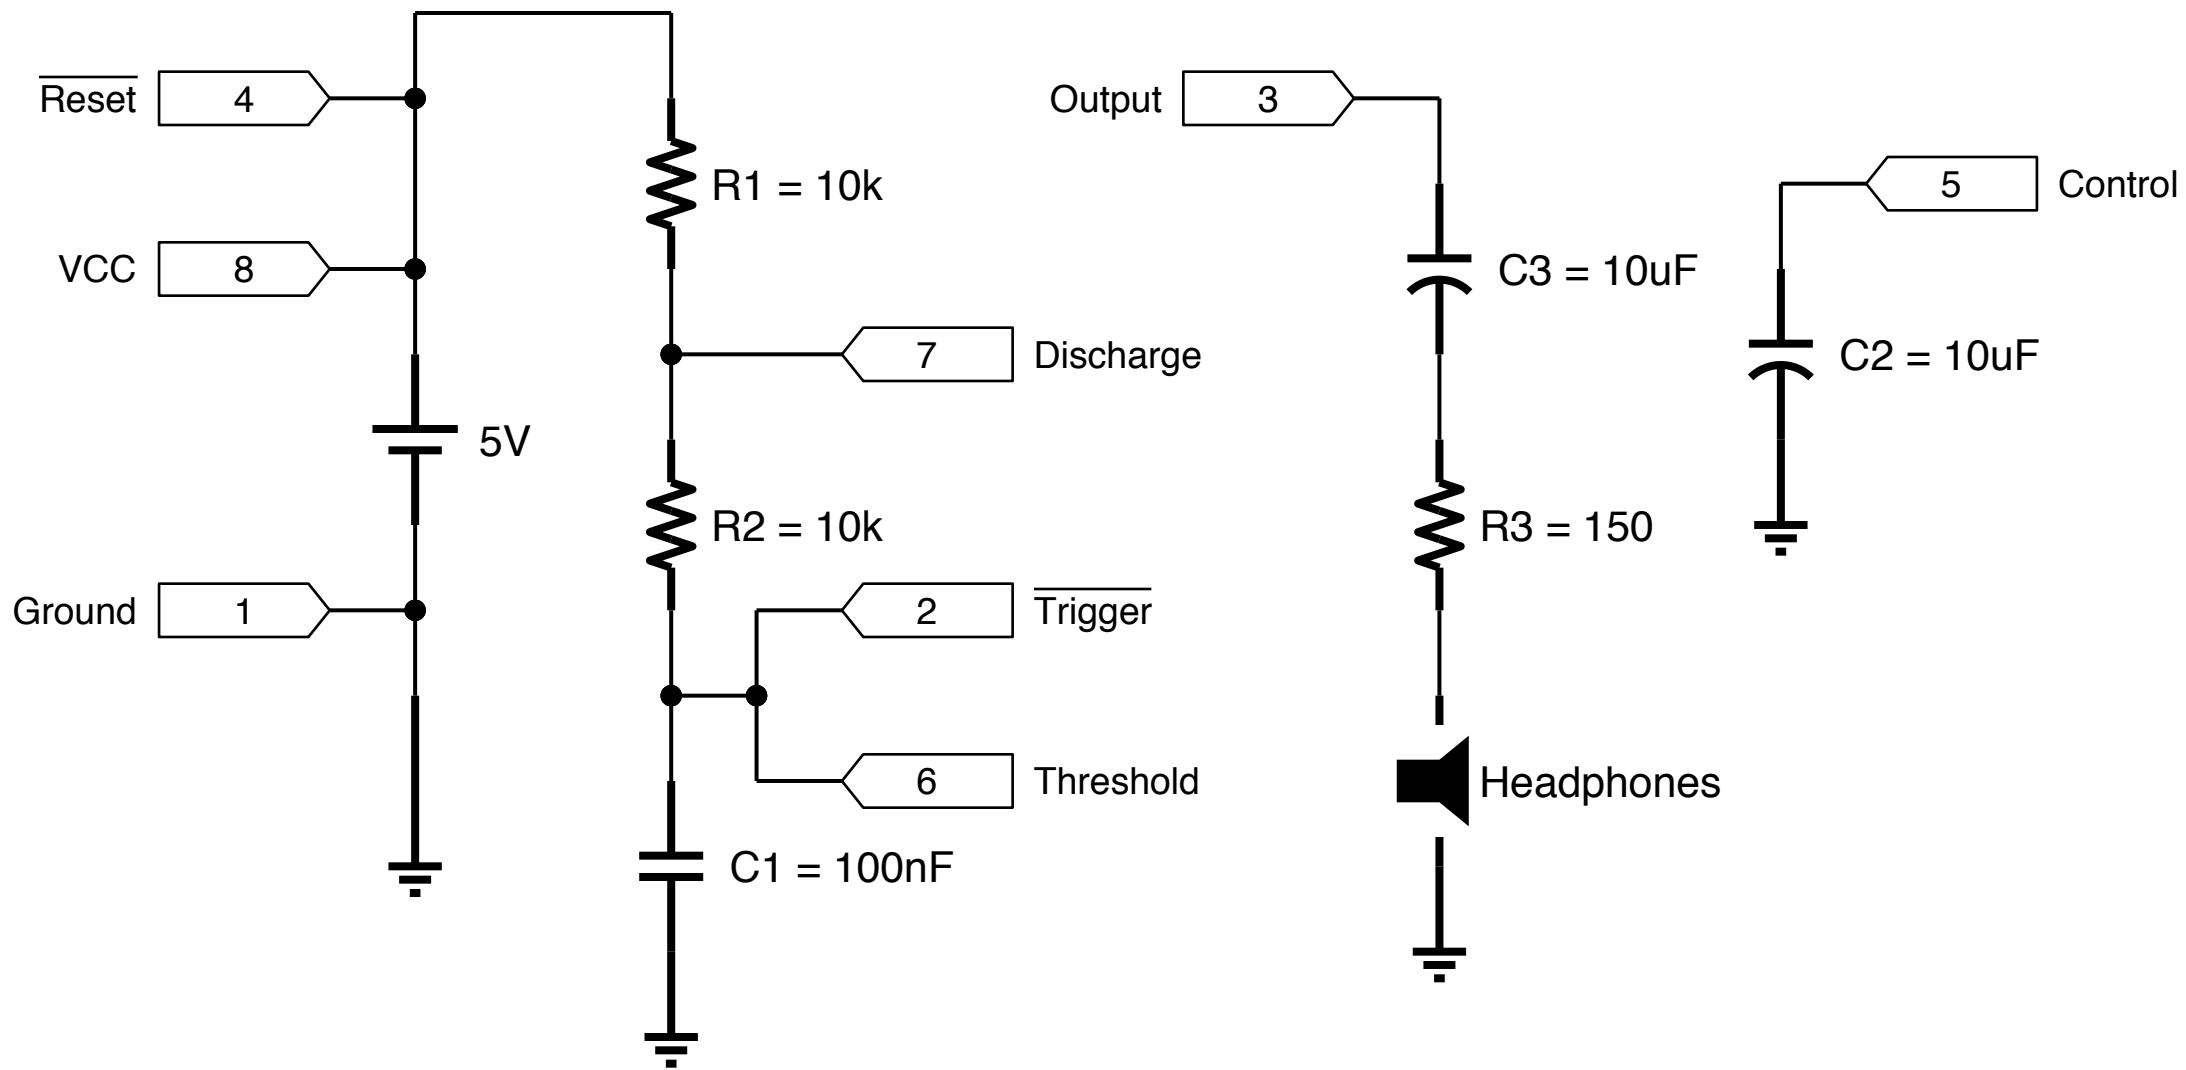 Reset 4
VCC 8
5V
Ground 1
R1 = 10k
7 Discharge
R2 = 10k
2 Trigger
6 Threshold
C1 = 100nF
Output 3
C3 = 10uF
R3 = 150
Headphones
5 Control
C2 = 10uF